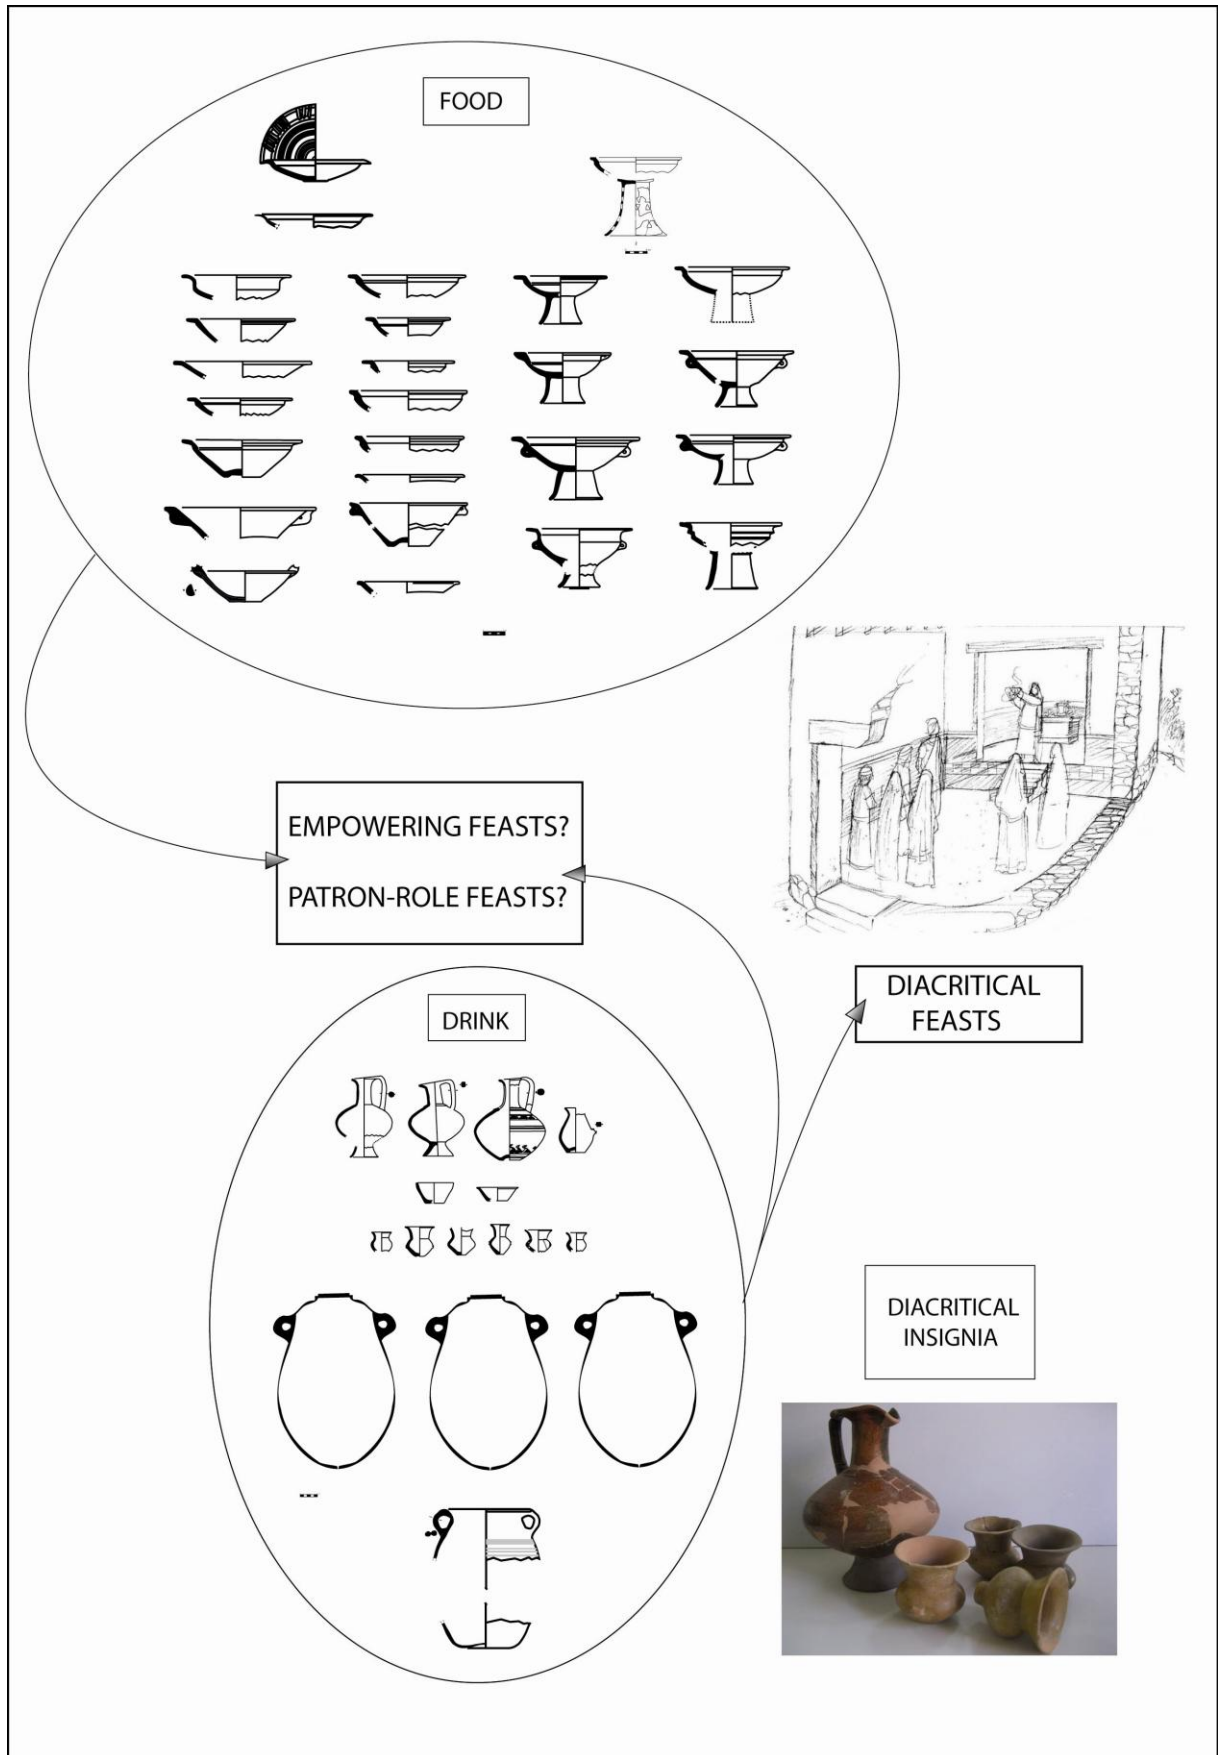 FOOD
EMPOWERING FEASTS?
PATRON-ROLE FEASTS?
DIACRITICAL
FEASTS
DRINK
DIACRITICAL
INSIGNIA